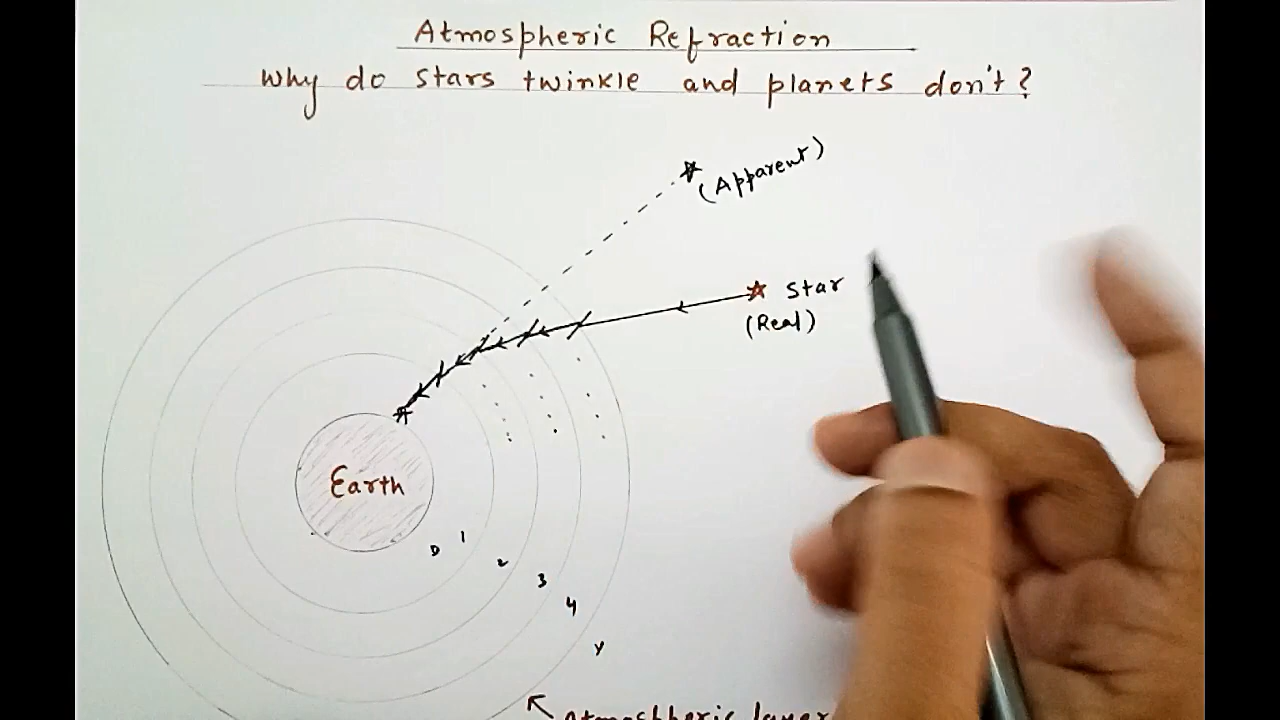 Atmospheric Refraction
Why do stars twinkle and planets don't?
(Apparent)
Star
(Real)
Earth
D 1
2
3
4
y